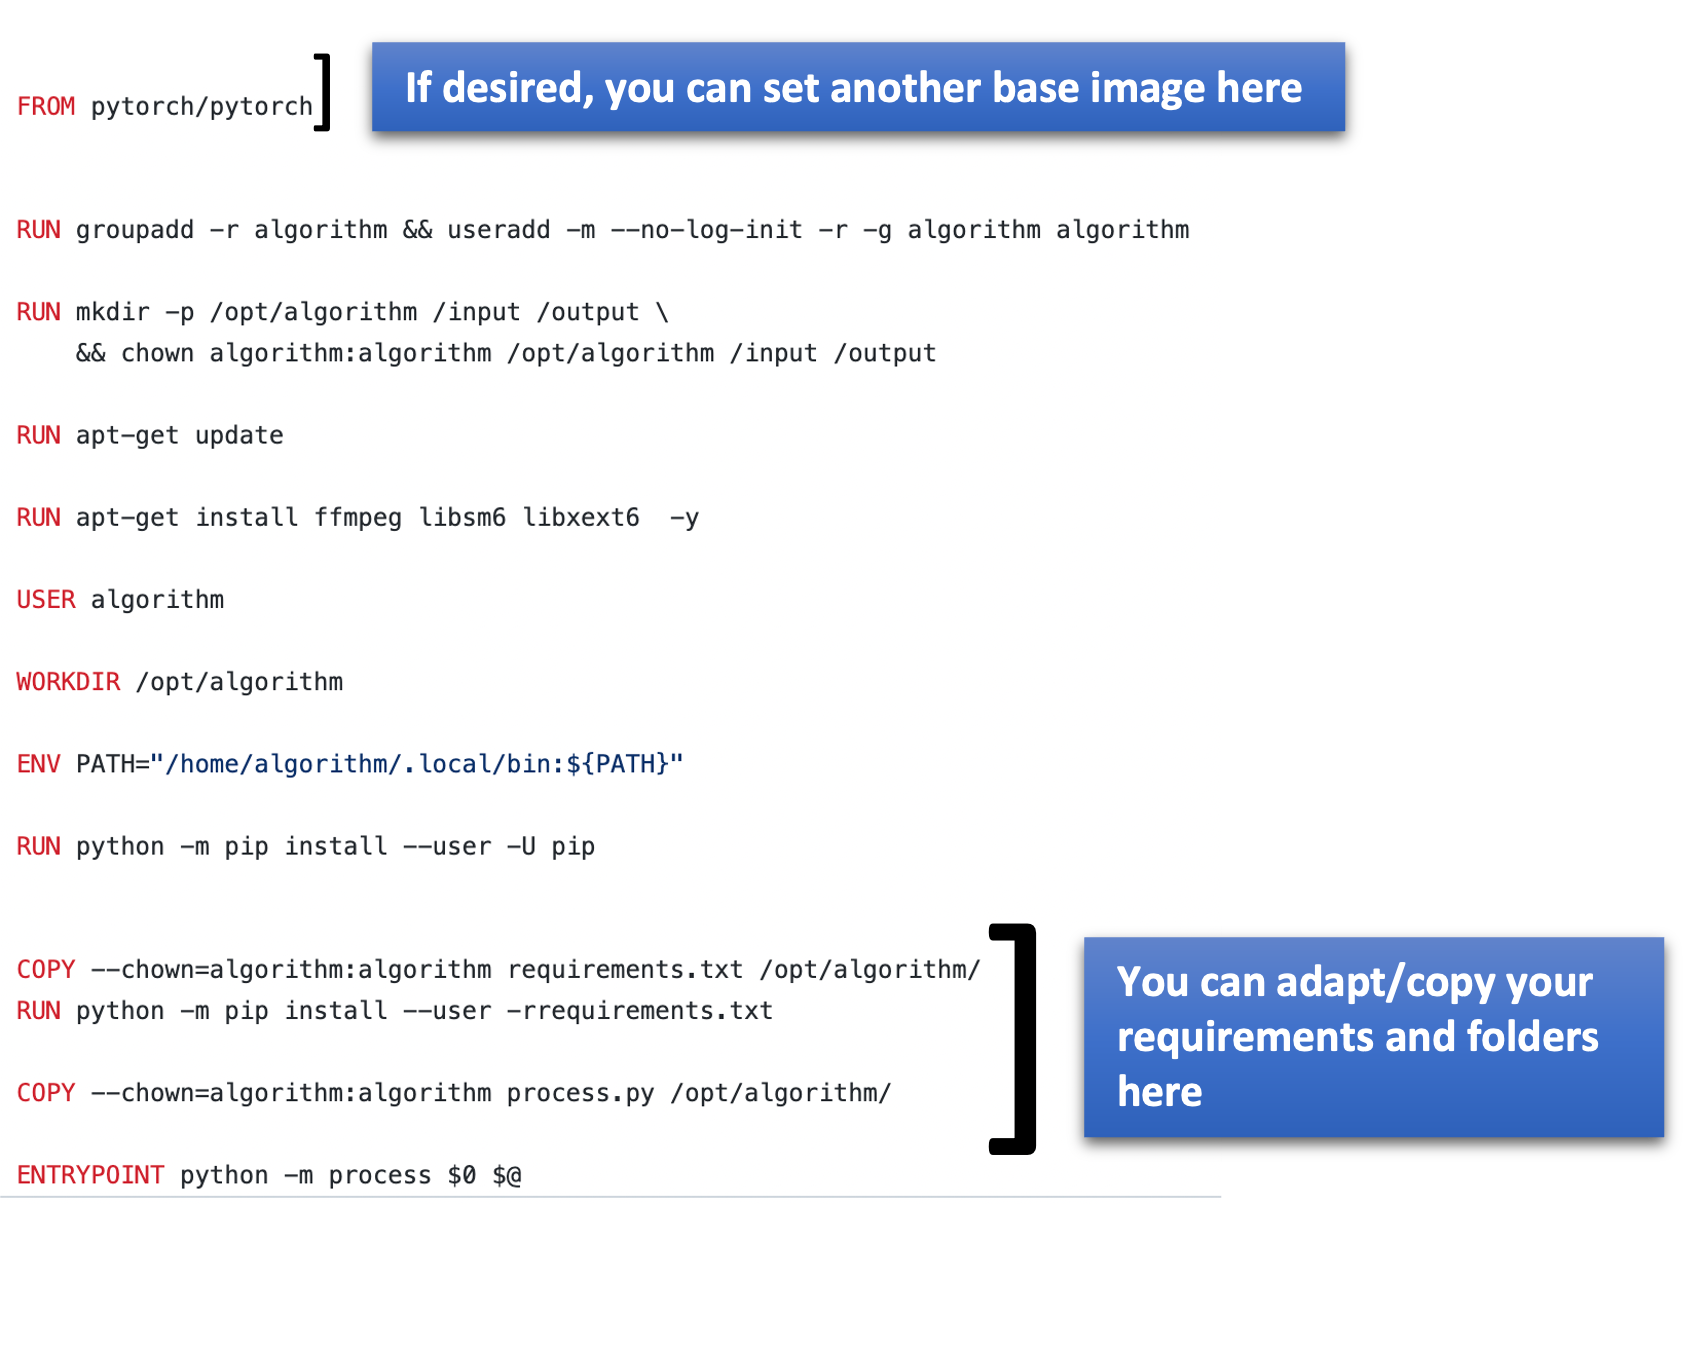 FROM pytorch/pytorch
If desired, you can set another base image here
RUN groupadd -r algorithm && useradd -m --no-log-init -r -g algorithm algorithm
RUN mkdir -p /opt/algorithm /input /output \
    && chown algorithm:algorithm /opt/algorithm /input /output
RUN apt-get update
RUN apt-get install ffmpeg libsm6 libxext6  -y
USER algorithm
WORKDIR /opt/algorithm
ENV PATH="/home/algorithm/.local/bin:${PATH}"
RUN python -m pip install --user -U pip
COPY --chown=algorithm:algorithm requirements.txt /opt/algorithm/
RUN python -m pip install --user -rrequirements.txt
COPY --chown=algorithm:algorithm process.py /opt/algorithm/
You can adapt/copy your
requirements and folders
here
ENTRYPOINT python -m process $0 $@